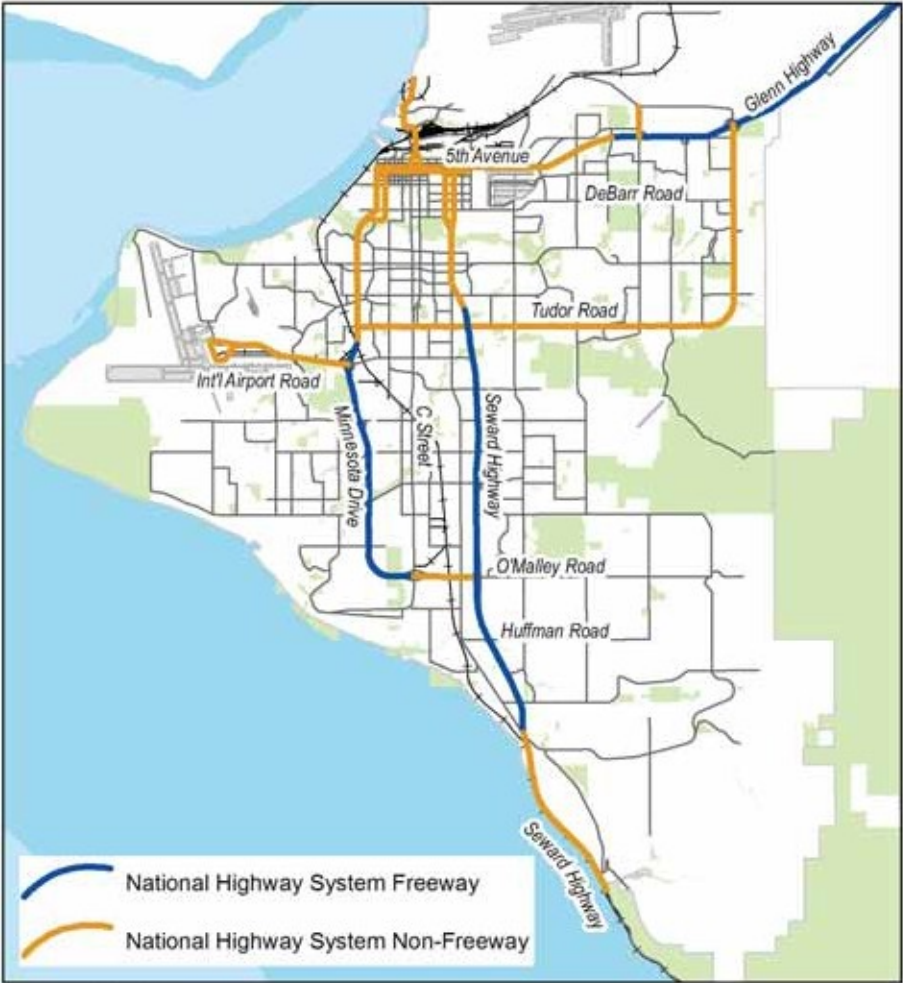 Glenn Highway
5th Avenue
DeBarr Road
Tudor Road
Int'l Airport Road
Minnesota Drive
C Street
Seward Highway
O'Malley Road
Huffman Road
Seward Highway
National Highway System Freeway
National Highway System Non-Freeway